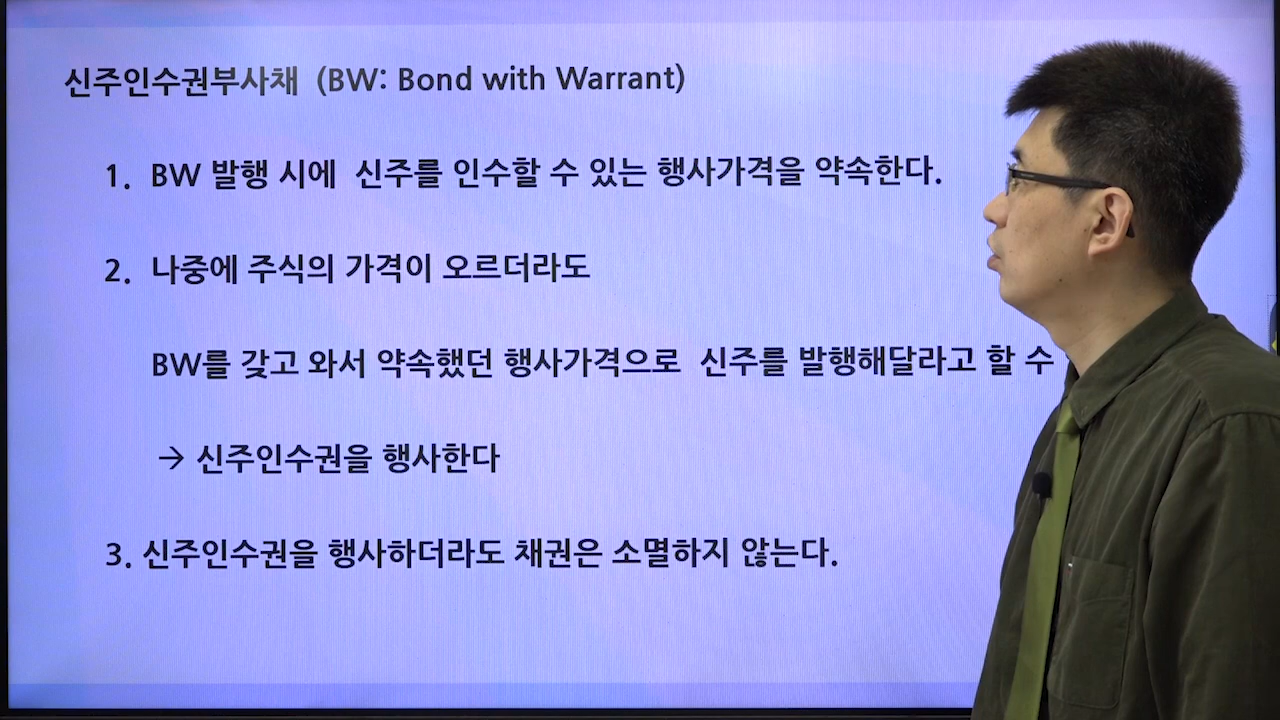 신주인수권부사채 (BW: Bond with Warrant)
1. BW 발행 시에 신주를 인수할 수 있는 행사가격을 약속한다.
2. 나중에 주식의 가격이 오르더라도
BW를 갖고 와서 약속했던 행사가격으로 신주를 발행해달라고 할 수
→ 신주인수권을 행사한다
3. 신주인수권을 행사하더라도 채권은 소멸하지 않는다.